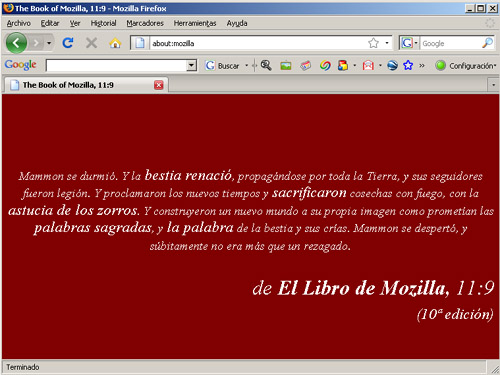 The Book of Mozilla, 11:9 - Mozilla Firefox
Archivo Editar Ver Historial Marcadores Herramientas Ayuda
about:mozilla Google
Google Buscar Configuración
The Book of Mozilla, 11:9
Mammon se durmió. Y la bestia renació, propagándose por toda la Tierra, y sus seguidores
fueron legión. Y proclamaron los nuevos tiempos y sacrificaron cosechas con fuego, con la
astucia de los zorros. Y construyeron un nuevo mundo a su propia imagen como prometían las
palabras sagradas, y la palabra de la bestia y sus crías. Mammon se despertó, y
súbitamente no era más que un rezagado.
de El Libro de Mozilla, 11:9
(10ª edición)
Terminado